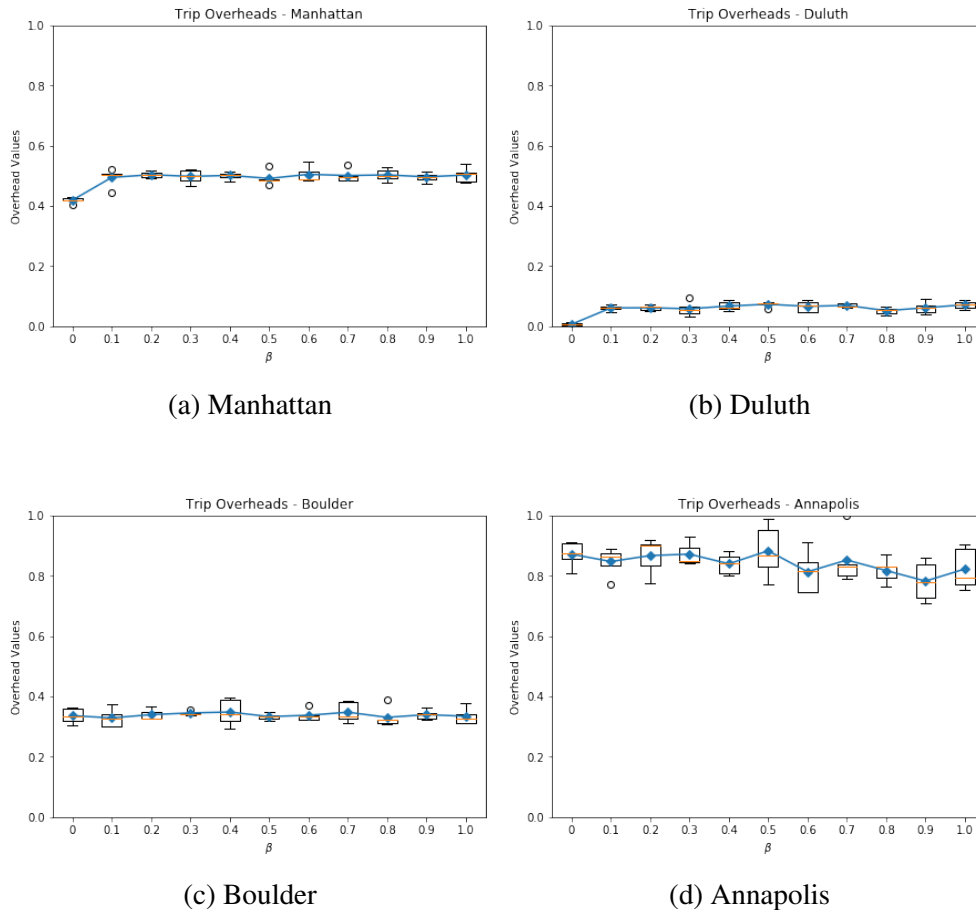 Trip Overheads - Manhattan
1.0
0.8
0.6
0.4
0.2
0.0
Overhead Values
0 0.1 0.2 0.3 0.4 0.5 0.6 0.7 0.8 0.9 1.0
β
(a) Manhattan
Trip Overheads - Duluth
1.0
0.8
0.6
0.4
0.2
0.0
Overhead Values
0 0.1 0.2 0.3 0.4 0.5 0.6 0.7 0.8 0.9 1.0
β
(b) Duluth
Trip Overheads - Boulder
1.0
0.8
0.6
0.4
0.2
0.0
Overhead Values
0 0.1 0.2 0.3 0.4 0.5 0.6 0.7 0.8 0.9 1.0
β
(c) Boulder
Trip Overheads - Annapolis
1.0
0.8
0.6
0.4
0.2
0.0
Overhead Values
0 0.1 0.2 0.3 0.4 0.5 0.6 0.7 0.8 0.9 1.0
β
(d) Annapolis